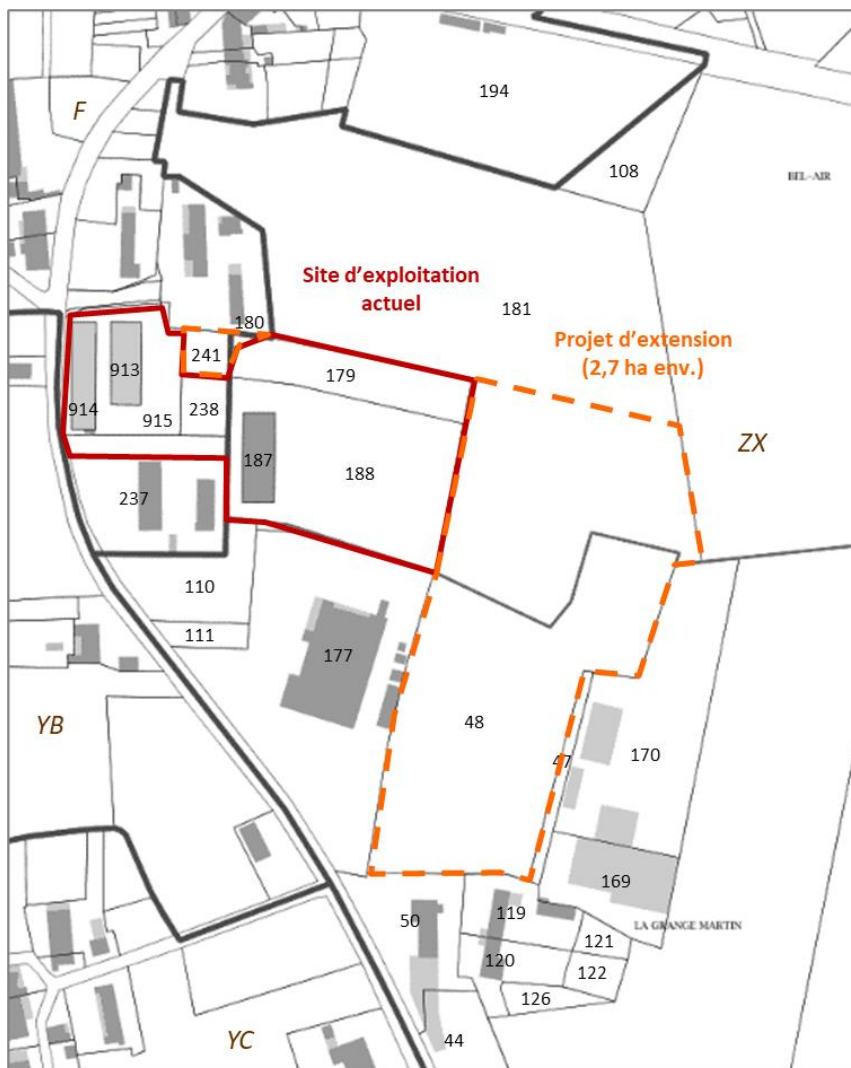 194
F
108
BEL-AIR
Site d'exploitation
actuel
181
180
Projet d'extension
(2,7 ha env.)
241
913
179
914
915
238
ZX
187
188
237
110
111
177
YB
48
47
170
169
50
119
LA GRANGE MARTIN
121
120
122
126
YC
44